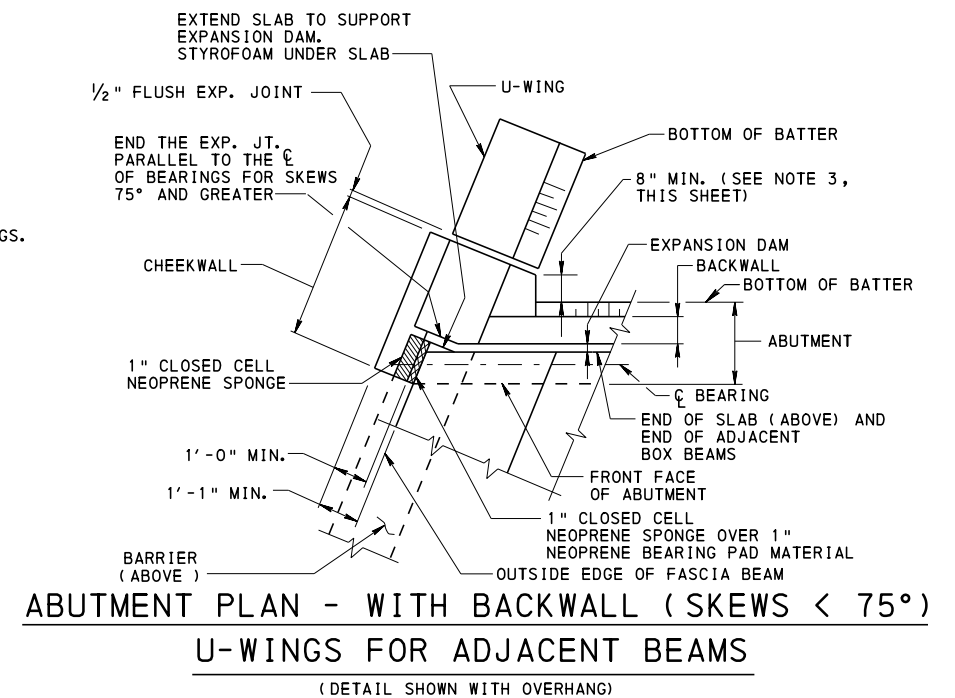 EXTEND SLAB TO SUPPORT
EXPANSION DAM.
STYROFOAM UNDER SLAB
½" FLUSH EXP. JOINT
U-WING
END THE EXP. JT.
PARALLEL TO THE ℄
OF BEARINGS FOR SKEWS
75° AND GREATER
BOTTOM OF BATTER
8" MIN. (SEE NOTE 3,
THIS SHEET)
GS.
CHEEKWALL
EXPANSION DAM
BACKWALL
BOTTOM OF BATTER
ABUTMENT
1" CLOSED CELL
NEOPRENE SPONGE
℄ BEARING
END OF SLAB (ABOVE) AND
END OF ADJACENT
BOX BEAMS
1'-0" MIN.
FRONT FACE
OF ABUTMENT
1'-1" MIN.
1" CLOSED CELL
NEOPRENE SPONGE OVER 1"
NEOPRENE BEARING PAD MATERIAL
BARRIER
(ABOVE)
OUTSIDE EDGE OF FASCIA BEAM
ABUTMENT PLAN - WITH BACKWALL (SKEWS < 75°)
U-WINGS FOR ADJACENT BEAMS
(DETAIL SHOWN WITH OVERHANG)